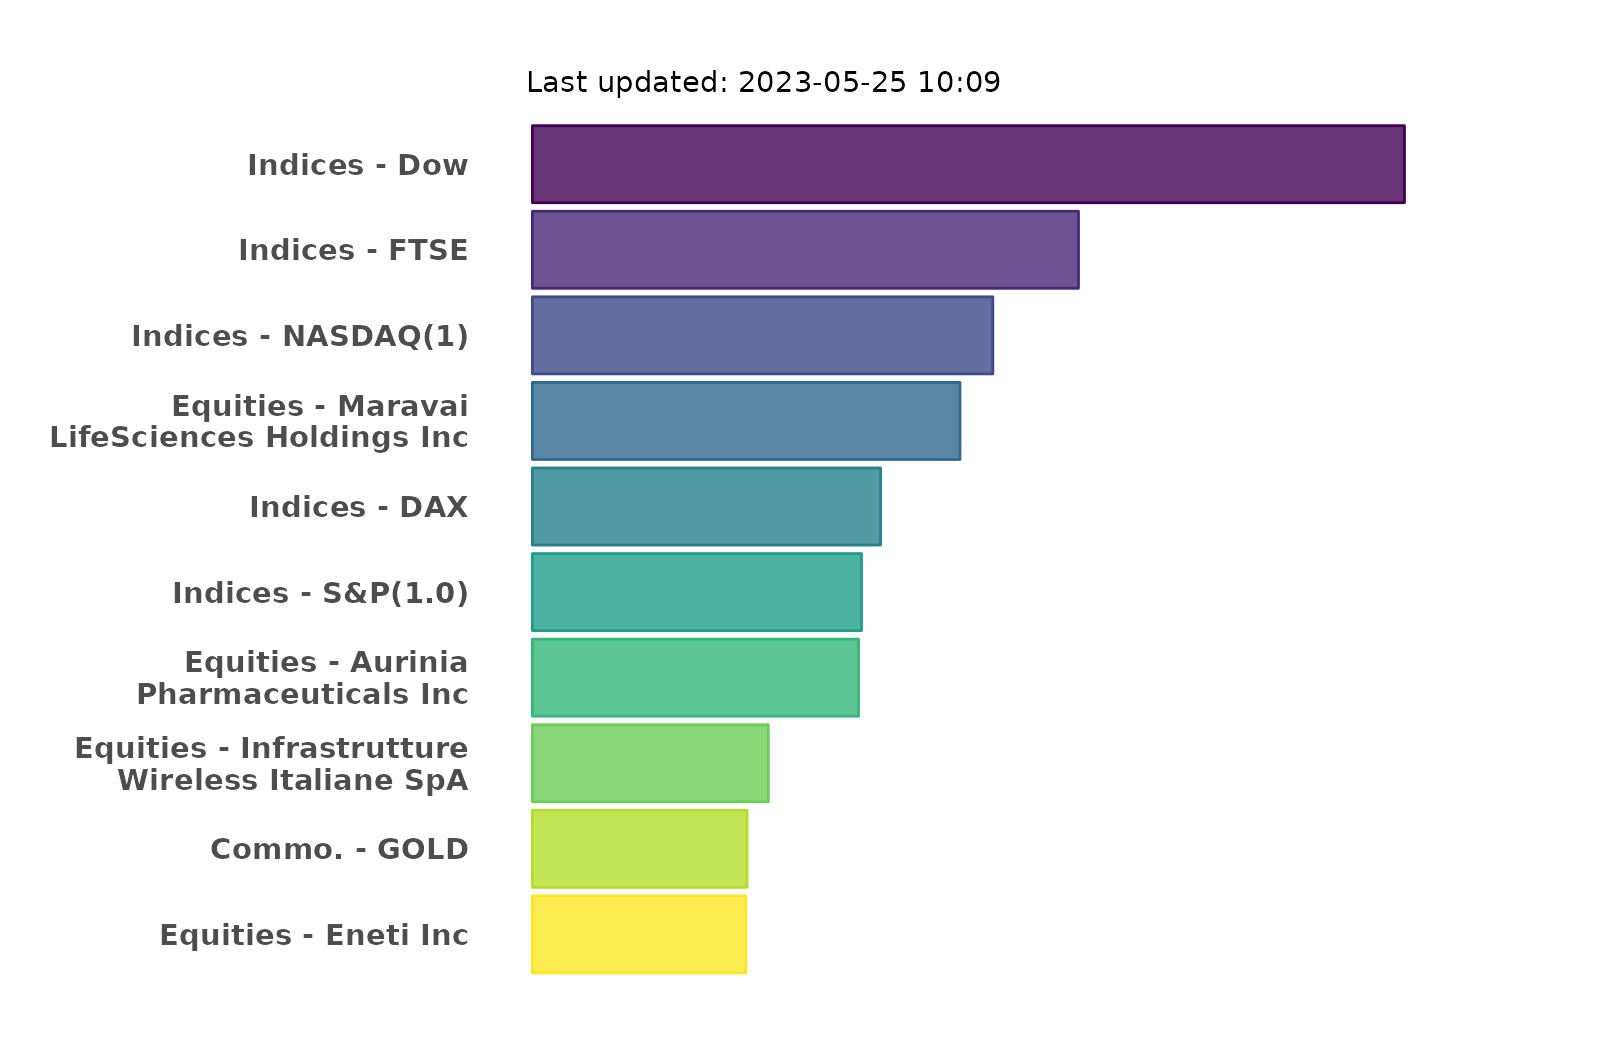 Last updated: 2023-05-25 10:09
Indices - Dow
Indices - FTSE
Indices - NASDAQ(1)
Equities - Maravai
LifeSciences Holdings Inc
Indices - DAX
Indices - S&P(1.0)
Equities - Aurinia
Pharmaceuticals Inc
Equities - Infrastrutture
Wireless Italiane SpA
Commo. - GOLD
Equities - Eneti Inc